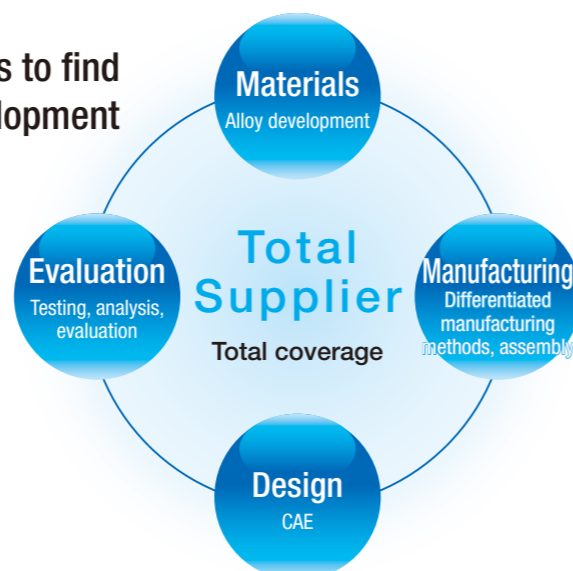 s to find
lopment
Materials
Alloy development
Evaluation
Testing, analysis,
evaluation
Total
Supplier
Total coverage
Manufacturing
Differentiated
manufacturing
methods, assembly
Design
CAE